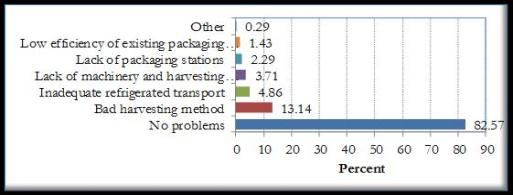 Other 0.29
Low efficiency of existing packaging.. 1.43
Lack of packaging stations 2.29
Lack of machinery and harvesting.. 3.71
Inadequate refrigerated transport 4.86
Bad harvesting method 13.14
No problems 82.57
0 10 20 30 40 50 60 70 80 90
Percent